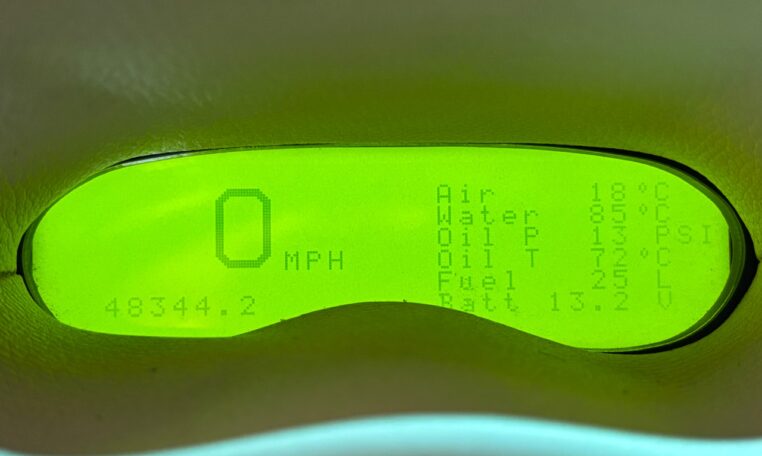 0 MPH
48344.2
Air 18°C
Water 85°C
Oil P 13 PSI
Oil T 72°C
Fuel 25 L
Batt 13.2 V